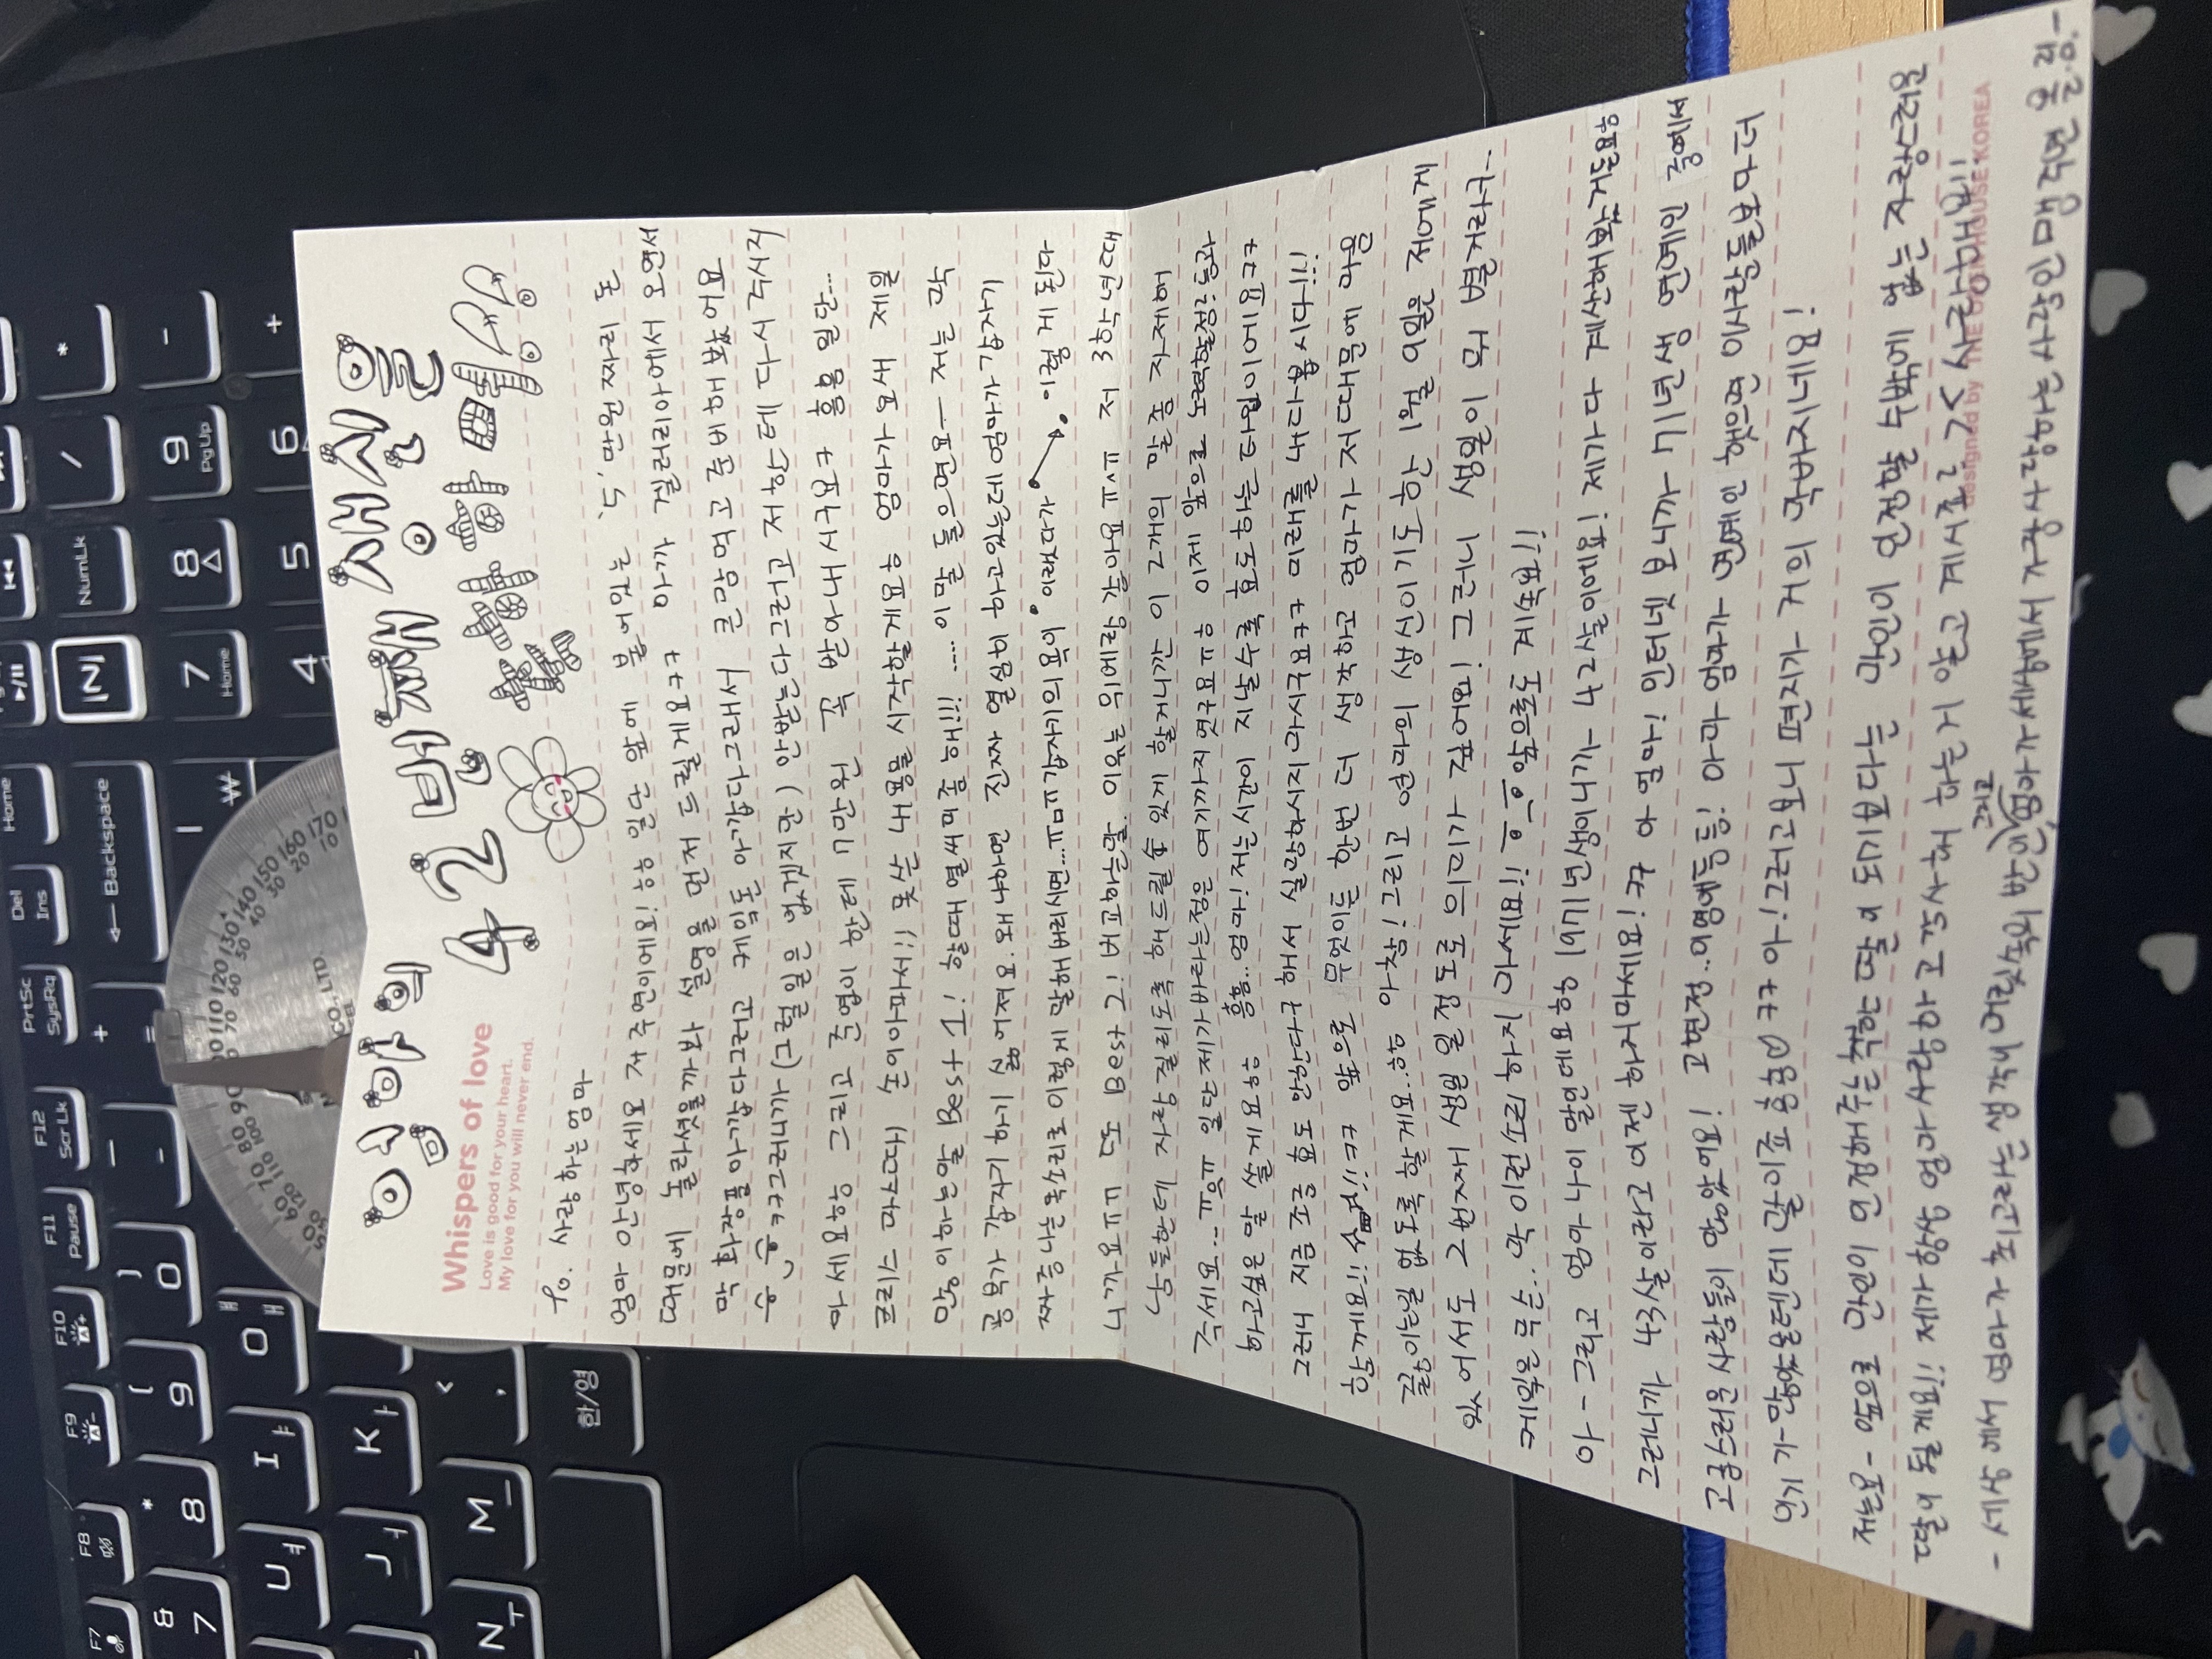 F7 F8 F9 F10 F11 Pause F12 Scr Lk PrtSc SysRq Del Ins Home
& 7 * 8 ( 9 ) 0 — - + = ← Backspace NumLk / *
U ㅕ I ㅑ O ㅐ ㅒ | ₩ 7 Home 8 9 PgUp -
J ㅓ K ㅏ 4 5 6 +
N ㅜ M ㅡ < ,
한/영
80 90 100 110 120 130 140 150 160 170
CO., LTD.
엄마의 42번째 생신을
축하하며!!
Whispers of love
Love is good for your heart.
My love for you will never end.
To. 사랑하는 엄마
엄마 안녕하세요 저 주연이에요! ㅎㅎ 일단 앞에 붙어있는 '5'만원 짜리 돈
때문에 놀라셧을까봐 설명을 먼저 드릴게요ㅋㅋ 아까 겔러리아에서 오면서
막 화장품 아깝다그러고 케잌돈 아깝다그래서 큰맘먹고 준비해봤어요
ㅋㅋ그러니까 (그럴일은 없겠지만) 안받는다그러고 저한테 다시 주시지
마세요ㅎㅎ 그리고 준엽이 한테 7만원 꼭 받아내시구요ㅋ 흠흠 일단...
크리스마스때 손이아파서!! 못쓴 내용을 시작할게요ㅎ 엄마가 요새 제일
많이하는말 Best 1! 할때 열씨미좀 해!!! .... 이말 들으면요ㅡ 저는 막
공부가 갑자기 하기 싫어져요. 왜냐하면 진짜 열심히 하고있는데 엄마가 갑자기
짜증나는 목소리로 이렇게 말해버리시면...ㅠㅁㅠ 갑자기 의욕이 이랬다가 이렇게 된다
니까요ㅠㅠ 또 Best 2! 비교하는말. 이유는 위에랑 같아요ㅠㅅㅠ 저 3학년때
남들한테 자랑 질리도록 해드릴 수 있게 할거니깐 이 2개의 말좀 자제해
주세요...ㅠㅇㅠ 일단 제가바라는점은 여기까지 엿구요ㅠㅎ 이제 앞으로 노력할점? 등과
하고싶은 말 쓸게요ㅎㅎ 흠흠..엄마! 저는 시간이 지날수록 효도하는 타입이에요ㅋㅋ
그러니 지금 조금 효도 안한다구 해서 실망하시지 마시구요ㅋㅋ 미래를 내다봅시다!!!
함께요!! ㅋㅋ 앞으로 무엇이든 한번 더 생각하고 엄마가 저때문에 마음
끓이는일 없도록 할게요..ㅎㅎ 아참! 그리고 엄마의 생신이기도한 1월 9일은 저에게
있어서도 2번째 생일 일정도로 의미가 깊어요! 그러니 생일이 뭐 별거라구..
케잌은 무슨.. 막 이런소리 하지 마세요!! 앞으로도 계속요!!
아 - 그리고 엄마 나이 말인데요ㅎㅎ 1971년생이니까 42살이에요! 제가다 계산해봤거든요ㅎ
그러니까 43살이라고 이젠 하지마세요! ㅋㅋ 아 엄마! 인터넷 보니까 71년생 연예인 중에서
고급스러운 사람들이 많았어요! 고현정..이영애등등! 아마 엄마가 연예인 했으면 이사람들보다 더
인기가 많았을텐데 말이죠 흠흠♡ ㅋㅋ 아! 그러고보니 편지가 거의 막바지네요!
저는요- 앞으로 만인이 인정해주는 착한 딸이 되기보다는 만인이 인정할 수밖에 없는 자랑스러운
딸이 될게요!! 제가 항상 엄마 사랑하고 감사해 하는거 알고 계시죠? >< 사랑해요!!
designed by THE OPEN HOUSE KOREA
- 세상에서 엄마가 최고라는 생각이 머릿속의 반인, 그리고 엄마가 세상에서 가장사랑하는 사람인 맹주연 올림.-